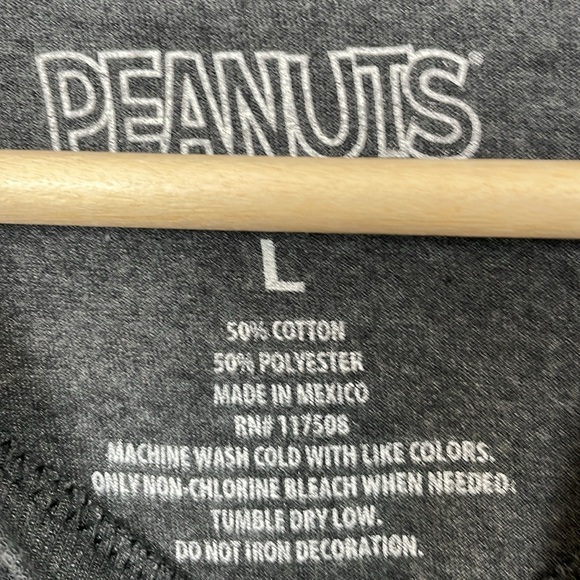 PEANUTS®
L
50% COTTON
50% POLYESTER
MADE IN MEXICO
RN# 117508
MACHINE WASH COLD WITH LIKE COLORS.
ONLY NON-CHLORINE BLEACH WHEN NEEDED.
TUMBLE DRY LOW.
DO NOT IRON DECORATION.